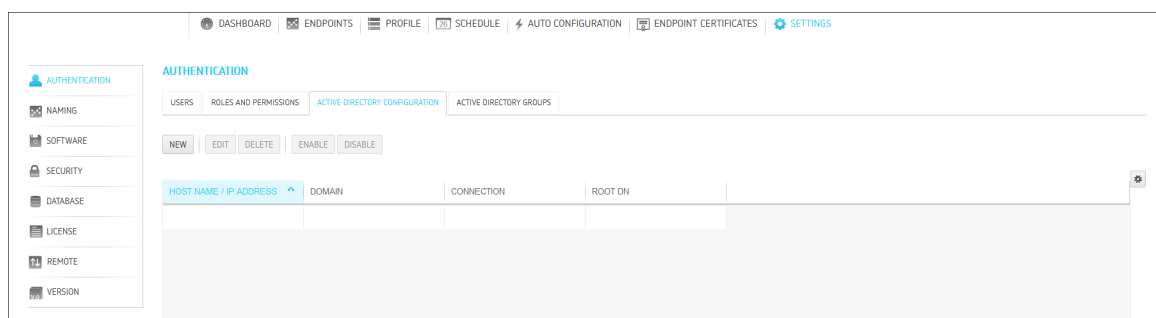 DASHBOARD ENDPOINTS PROFILE 26 SCHEDULE AUTO CONFIGURATION ENDPOINT CERTIFICATES SETTINGS
AUTHENTICATION
NAMING
SOFTWARE
SECURITY
DATABASE
LICENSE
REMOTE
VERSION
AUTHENTICATION
USERS ROLES AND PERMISSIONS ACTIVE DIRECTORY CONFIGURATION ACTIVE DIRECTORY GROUPS
NEW EDIT DELETE ENABLE DISABLE
HOST NAME / IP ADDRESS DOMAIN CONNECTION ROOT DN